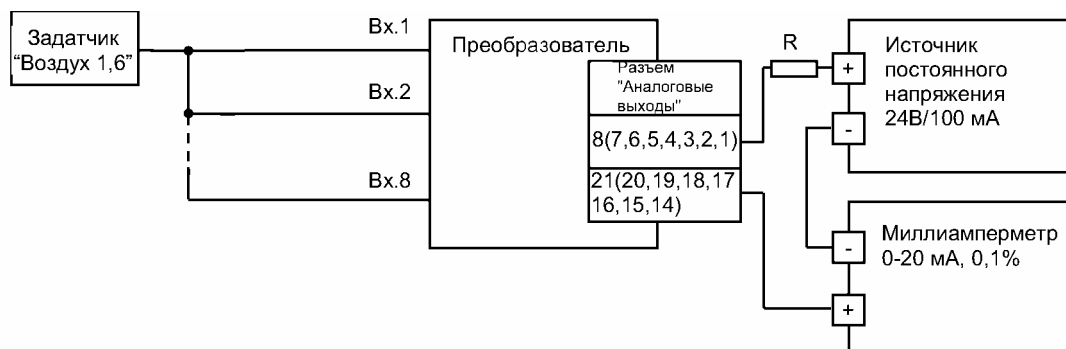 Задатчик
“Воздух 1,6”
Вх.1
Вх.2
Вх.8
Преобразователь
Разъем
"Аналоговые
выходы"
8(7,6,5,4,3,2,1)
21(20,19,18,17
16,15,14)
R
+
-
Источник
постоянного
напряжения
24В/100 мА
-
+
Миллиамперметр
0-20 мА, 0,1%